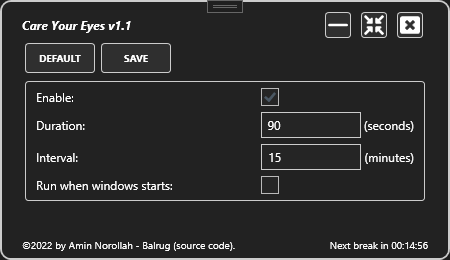 Care Your Eyes v1.1
DEFAULT SAVE
Enable:
Duration: 90 (seconds)
Interval: 15 (minutes)
Run when windows starts:
©2022 by Amin Norollah - Balrug (source code). Next break in 00:14:56